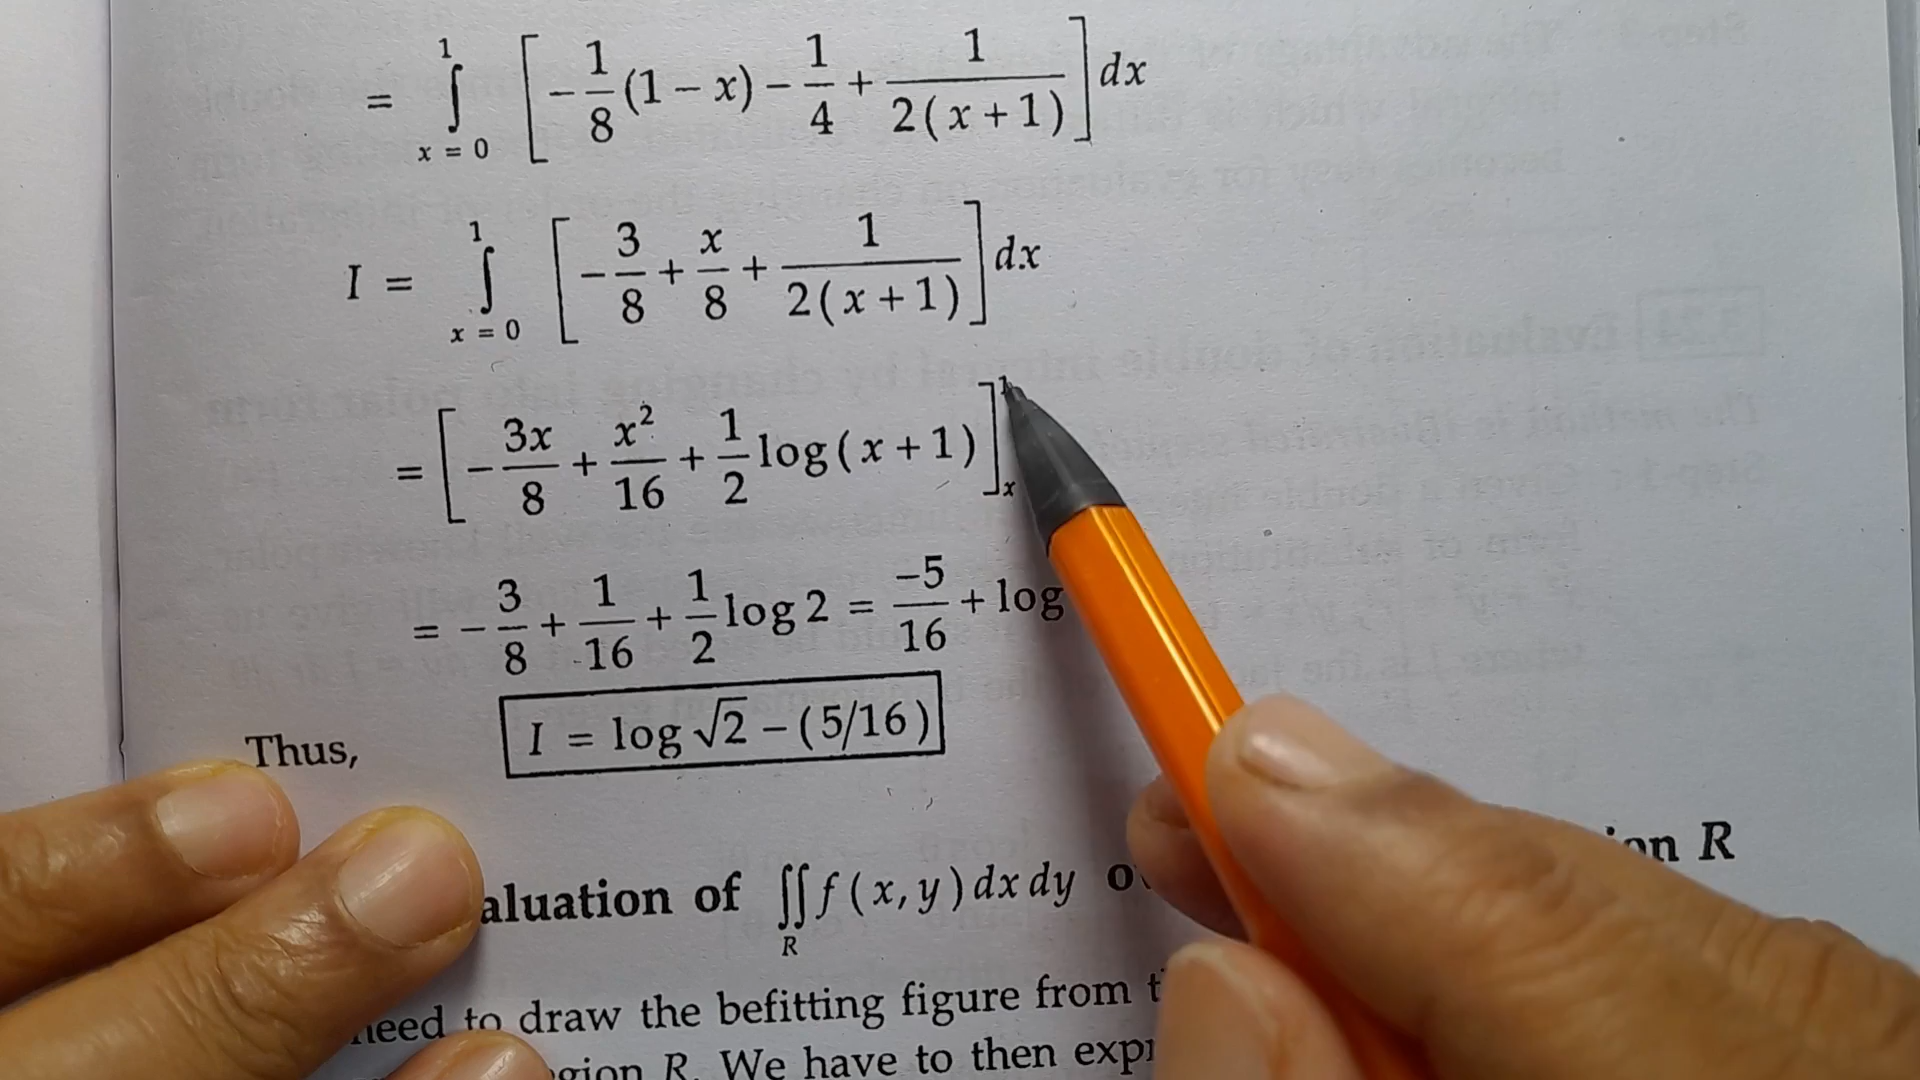 = ∫_{x = 0}^{1} [ − 1/8 (1 − x) − 1/4 + 1/(2(x + 1)) ] dx
I = ∫_{x = 0}^{1} [ − 3/8 + x/8 + 1/(2(x + 1)) ] dx
= [ − 3x/8 + x²/16 + 1/2 log(x + 1) ]_x^1
= − 3/8 + 1/16 + 1/2 log 2 = −5/16 + log
Thus, I = log √2 − (5/16)
of ∬_R f(x, y) dx dy R
to draw the befitting figure from
R. We have to then